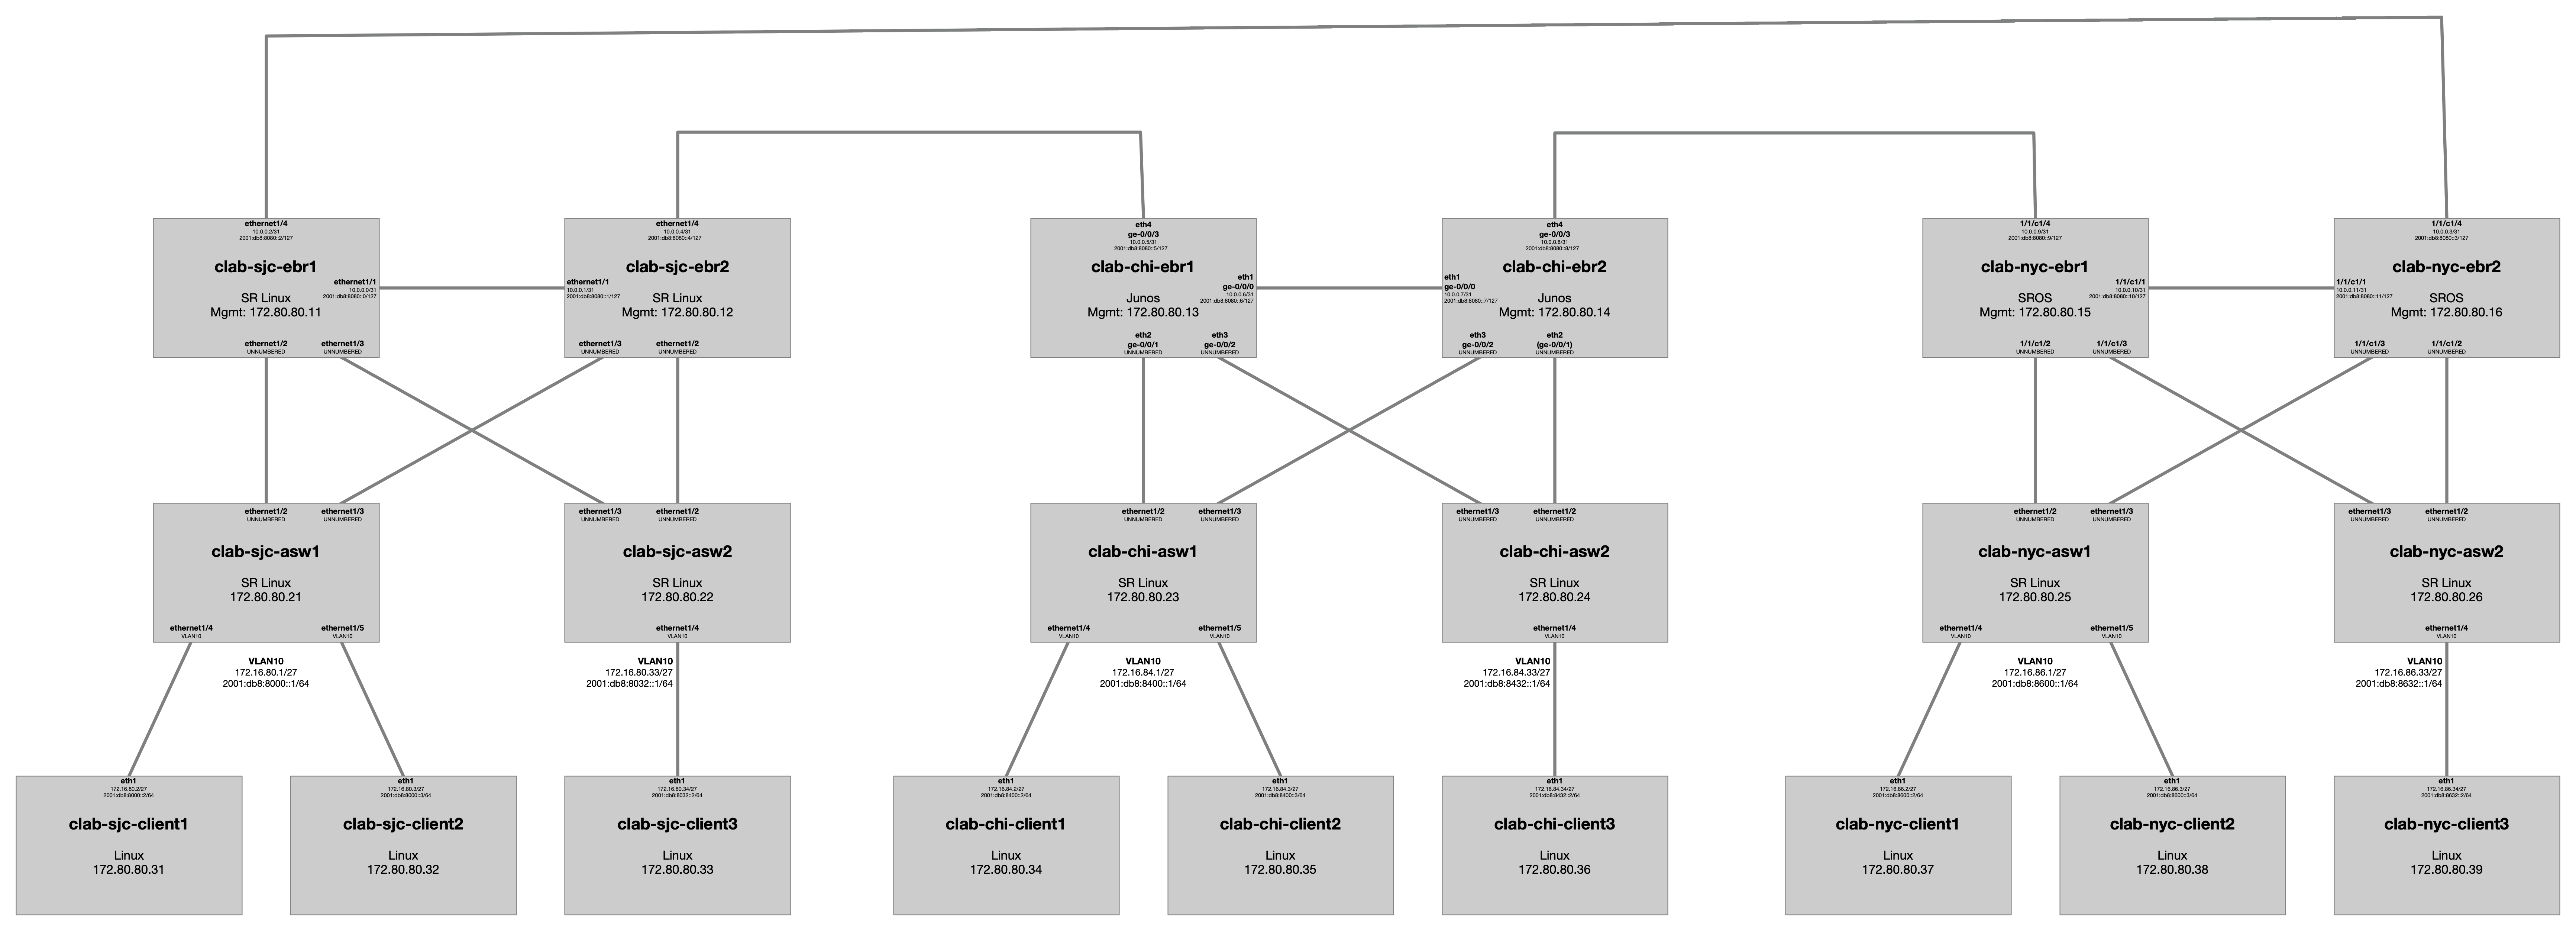 ethernet1/4
10.0.0.2/31
2001:db8:8080::2/127
clab-sjc-ebr1
ethernet1/1
10.0.0.0/31
2001:db8:8080::0/127
SR Linux
Mgmt: 172.80.80.11
ethernet1/2
UNNUMBERED
ethernet1/3
UNNUMBERED
ethernet1/4
10.0.0.4/31
2001:db8:8080::4/127
clab-sjc-ebr2
ethernet1/1
10.0.0.1/31
2001:db8:8080::1/127
SR Linux
Mgmt: 172.80.80.12
ethernet1/3
UNNUMBERED
ethernet1/2
UNNUMBERED
eth4
ge-0/0/3
10.0.0.5/31
2001:db8:8080::5/127
clab-chi-ebr1
eth1
ge-0/0/0
10.0.0.6/31
2001:db8:8080::6/127
Junos
Mgmt: 172.80.80.13
eth2
ge-0/0/1
UNNUMBERED
eth3
ge-0/0/2
UNNUMBERED
eth4
ge-0/0/3
10.0.0.8/31
2001:db8:8080::8/127
clab-chi-ebr2
eth1
ge-0/0/0
10.0.0.7/31
2001:db8:8080::7/127
Junos
Mgmt: 172.80.80.14
eth3
ge-0/0/2
UNNUMBERED
eth2
(ge-0/0/1)
UNNUMBERED
1/1/c1/4
10.0.0.9/31
2001:db8:8080::9/127
clab-nyc-ebr1
1/1/c1/1
10.0.0.10/31
2001:db8:8080::10/127
SROS
Mgmt: 172.80.80.15
1/1/c1/2
UNNUMBERED
1/1/c1/3
UNNUMBERED
1/1/c1/4
10.0.0.3/31
2001:db8:8080::3/127
clab-nyc-ebr2
1/1/c1/1
10.0.0.11/31
2001:db8:8080::11/127
SROS
Mgmt: 172.80.80.16
1/1/c1/3
UNNUMBERED
1/1/c1/2
UNNUMBERED
ethernet1/2
UNNUMBERED
ethernet1/3
UNNUMBERED
clab-sjc-asw1
SR Linux
172.80.80.21
ethernet1/4
VLAN10
ethernet1/5
VLAN10
ethernet1/3
UNNUMBERED
ethernet1/2
UNNUMBERED
clab-sjc-asw2
SR Linux
172.80.80.22
ethernet1/4
VLAN10
ethernet1/2
UNNUMBERED
ethernet1/3
UNNUMBERED
clab-chi-asw1
SR Linux
172.80.80.23
ethernet1/4
VLAN10
ethernet1/5
VLAN10
ethernet1/3
UNNUMBERED
ethernet1/2
UNNUMBERED
clab-chi-asw2
SR Linux
172.80.80.24
ethernet1/4
VLAN10
ethernet1/2
UNNUMBERED
ethernet1/3
UNNUMBERED
clab-nyc-asw1
SR Linux
172.80.80.25
ethernet1/4
VLAN10
ethernet1/5
VLAN10
ethernet1/3
UNNUMBERED
ethernet1/2
UNNUMBERED
clab-nyc-asw2
SR Linux
172.80.80.26
ethernet1/4
VLAN10
VLAN10
172.16.80.1/27
2001:db8:8000::1/64
VLAN10
172.16.80.33/27
2001:db8:8032::1/64
VLAN10
172.16.84.1/27
2001:db8:8400::1/64
VLAN10
172.16.84.33/27
2001:db8:8432::1/64
VLAN10
172.16.86.1/27
2001:db8:8600::1/64
VLAN10
172.16.86.33/27
2001:db8:8632::1/64
eth1
172.16.80.2/27
2001:db8:8000::2/64
clab-sjc-client1
Linux
172.80.80.31
eth1
172.16.80.3/27
2001:db8:8000::3/64
clab-sjc-client2
Linux
172.80.80.32
eth1
172.16.80.34/27
2001:db8:8032::2/64
clab-sjc-client3
Linux
172.80.80.33
eth1
172.16.84.2/27
2001:db8:8400::2/64
clab-chi-client1
Linux
172.80.80.34
eth1
172.16.84.3/27
2001:db8:8400::3/64
clab-chi-client2
Linux
172.80.80.35
eth1
172.16.84.34/27
2001:db8:8432::2/64
clab-chi-client3
Linux
172.80.80.36
eth1
172.16.86.2/27
2001:db8:8600::2/64
clab-nyc-client1
Linux
172.80.80.37
eth1
172.16.86.3/27
2001:db8:8600::3/64
clab-nyc-client2
Linux
172.80.80.38
eth1
172.16.86.34/27
2001:db8:8632::2/64
clab-nyc-client3
Linux
172.80.80.39